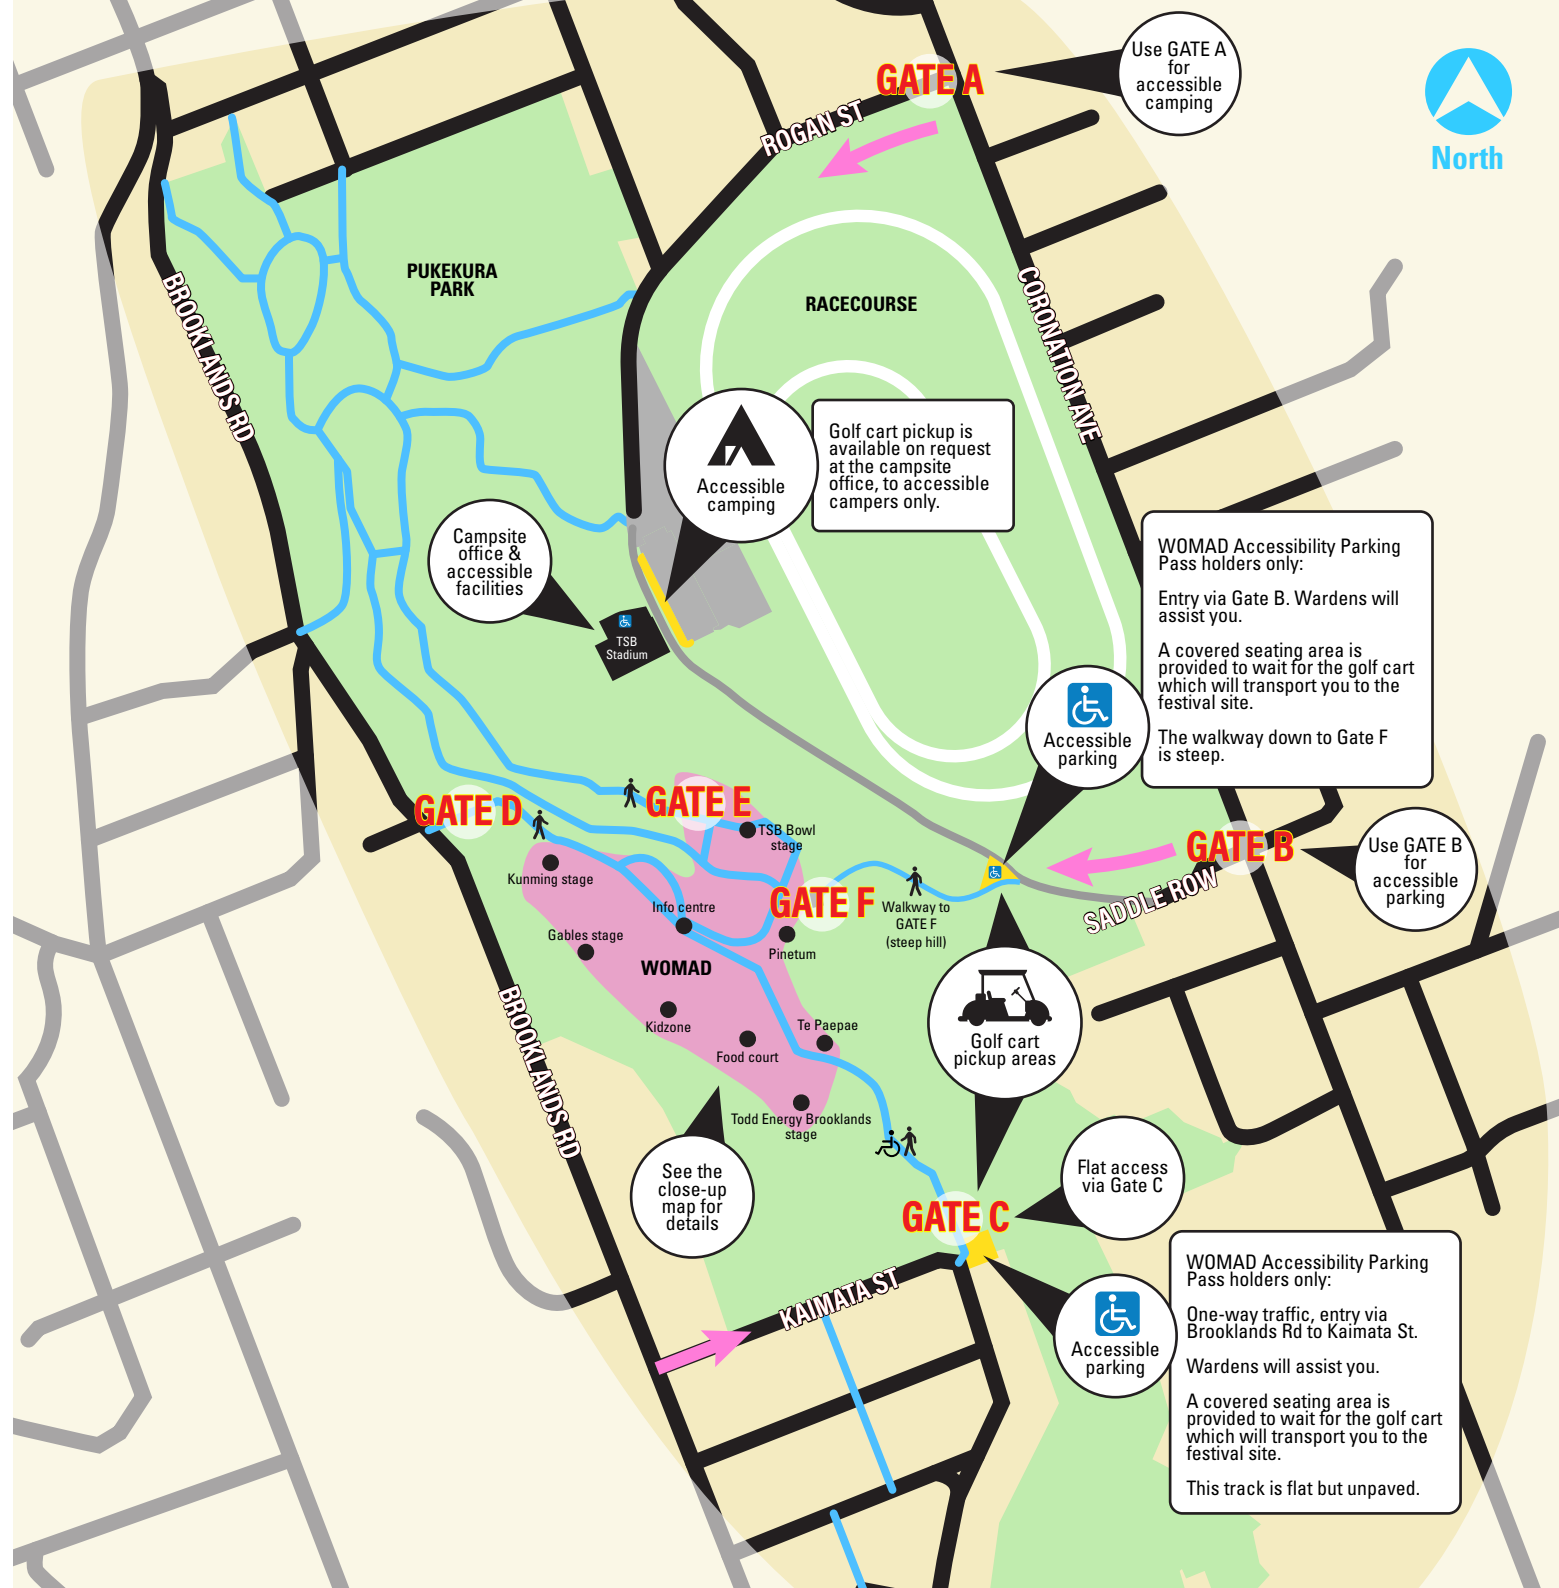 Use GATE A
for
accessible
camping
GATE A
ROGAN ST
North
PUKEKURA
PARK
RACECOURSE
BROOKLANDS RD
CORONATION AVE
Accessible
camping
Golf cart pickup is
available on request
at the campsite
office, to accessible
campers only.
Campsite
office &
accessible
facilities
TSB
Stadium
WOMAD Accessibility Parking
Pass holders only:
Entry via Gate B. Wardens will
assist you.
A covered seating area is
provided to wait for the golf cart
which will transport you to the
festival site.
The walkway down to Gate F
is steep.
Accessible
parking
GATE D
GATE E
TSB Bowl
stage
GATE B
Use GATE B
for
accessible
parking
SADDLE ROW
Kunming stage
GATE F
Walkway to
GATE F
(steep hill)
Info centre
Gables stage
Pinetum
WOMAD
Kidzone
Te Paepae
Food court
Golf cart
pickup areas
BROOKLANDS RD
Todd Energy Brooklands
stage
See the
close-up
map for
details
Flat access
via Gate C
GATE C
KAIMATA ST
Accessible
parking
WOMAD Accessibility Parking
Pass holders only:
One-way traffic, entry via
Brooklands Rd to Kaimata St.
Wardens will assist you.
A covered seating area is
provided to wait for the golf cart
which will transport you to the
festival site.
This track is flat but unpaved.